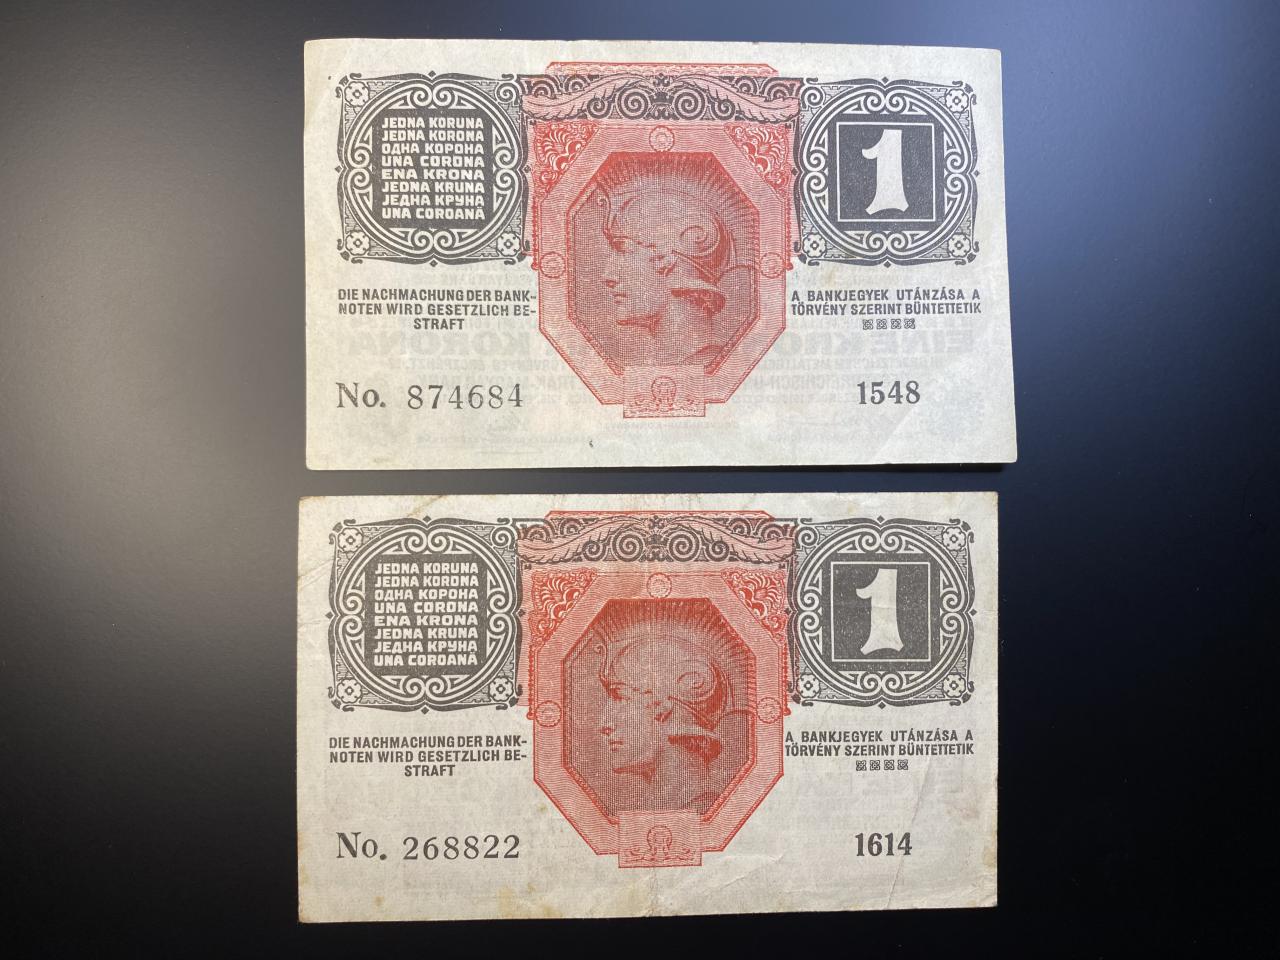 JEDNA KORUNA
JEDNA KORONA
ОДНА КОРОНА
UNA CORONA
ENA KRONA
JEDNA KRUNA
ЈЕДНА КРУНА
UNA COROANĂ
1
DIE NACHMACHUNG DER BANK-
NOTEN WIRD GESETZLICH BE-
STRAFT
A BANKJEGYEK UTÁNZÁSA A
TÖRVÉNY SZERINT BÜNTETTETIK
No. 874684
1548
JEDNA KORUNA
JEDNA KORONA
ОДНА КОРОНА
UNA CORONA
ENA KRONA
JEDNA KRUNA
ЈЕДНА КРУНА
UNA COROANĂ
1
DIE NACHMACHUNG DER BANK-
NOTEN WIRD GESETZLICH BE-
STRAFT
A BANKJEGYEK UTÁNZÁSA A
TÖRVÉNY SZERINT BÜNTETTETIK
No. 268822
1614